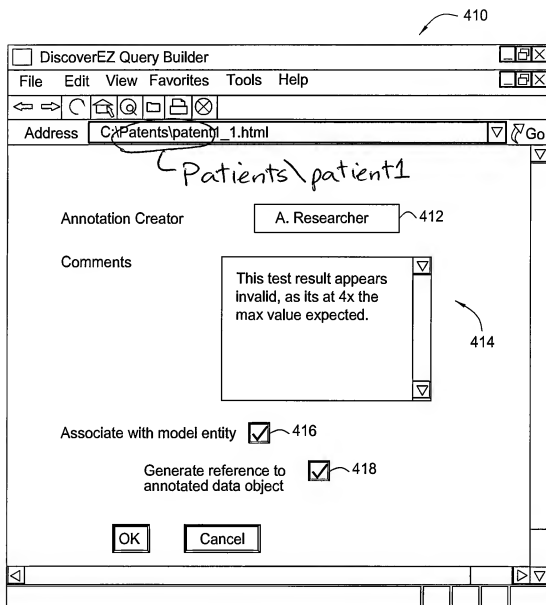 410
DiscoverEZ Query Builder
File Edit View Favorites Tools Help
Address C:\Patents\patent1_1.html Go
Patients\patient1
Annotation Creator A. Researcher 412
Comments
This test result appears
invalid, as its at 4x the
max value expected.
414
Associate with model entity 416
Generate reference to 418
annotated data object
OK Cancel